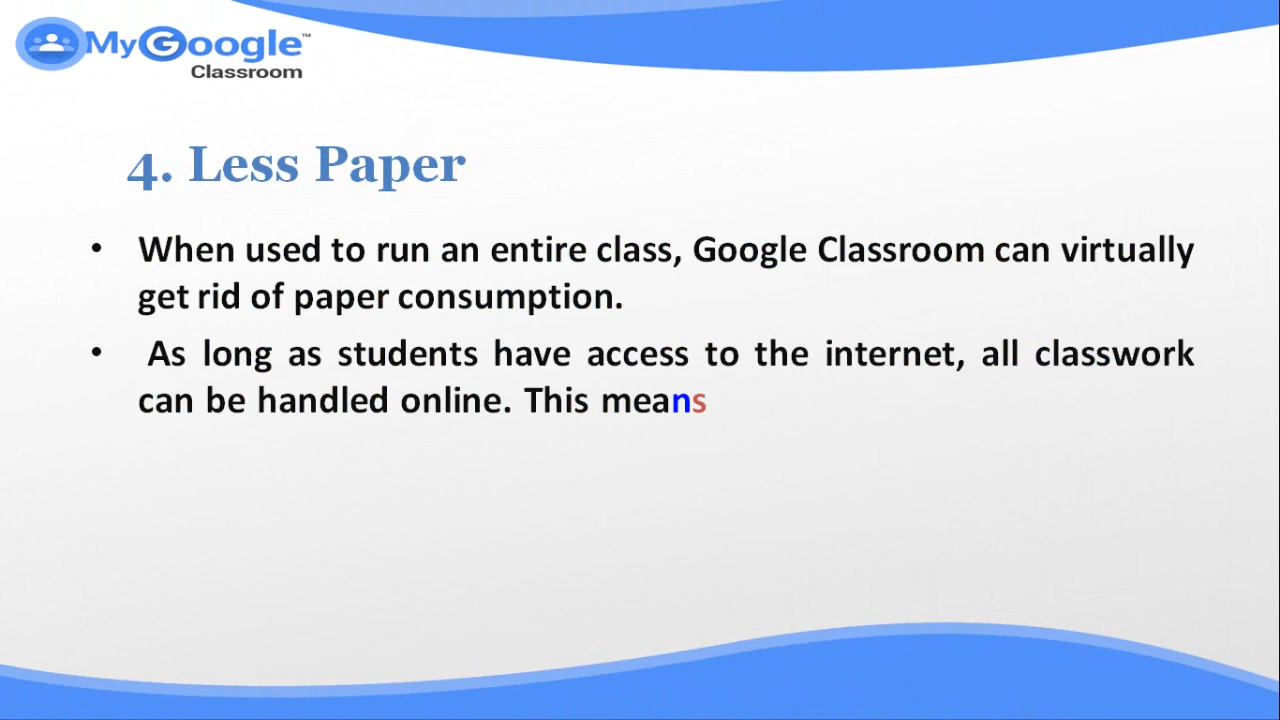 MyGoogle™
Classroom
4. Less Paper
• When used to run an entire class, Google Classroom can virtually
get rid of paper consumption.
• As long as students have access to the internet, all classwork
can be handled online. This means